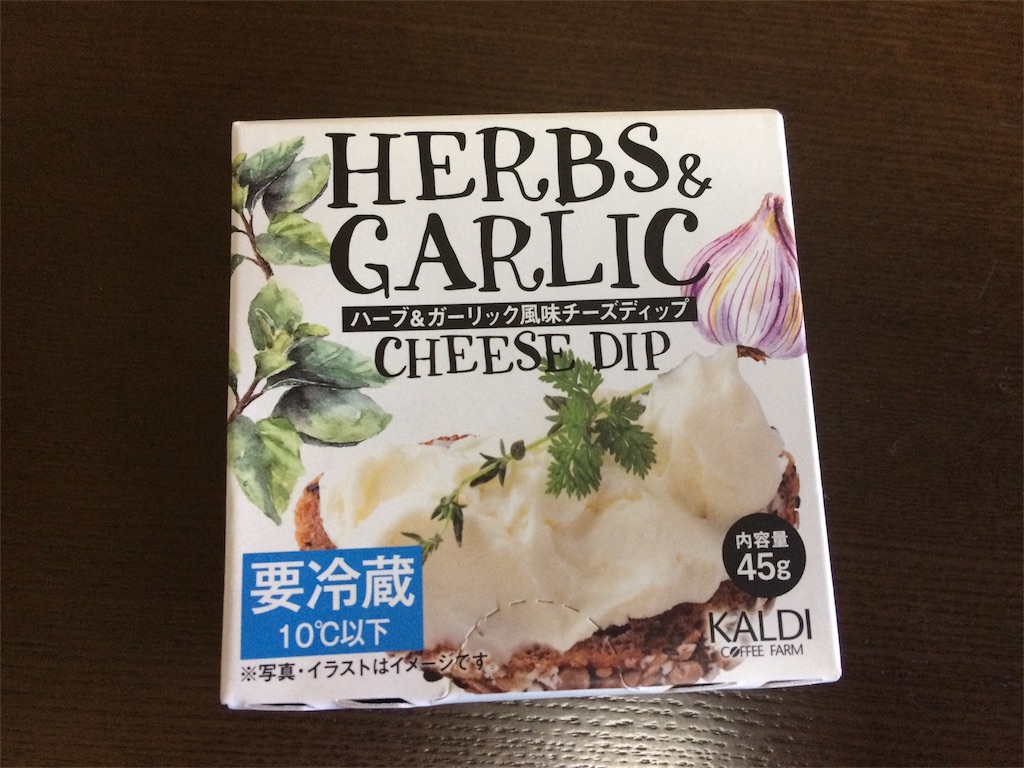 HERBS &
GARLIC
ハーブ&ガーリック風味チーズディップ
CHEESE DIP
内容量
45g
要冷蔵
10℃以下
KALDI
COFFEE FARM
※写真・イラストはイメージです。